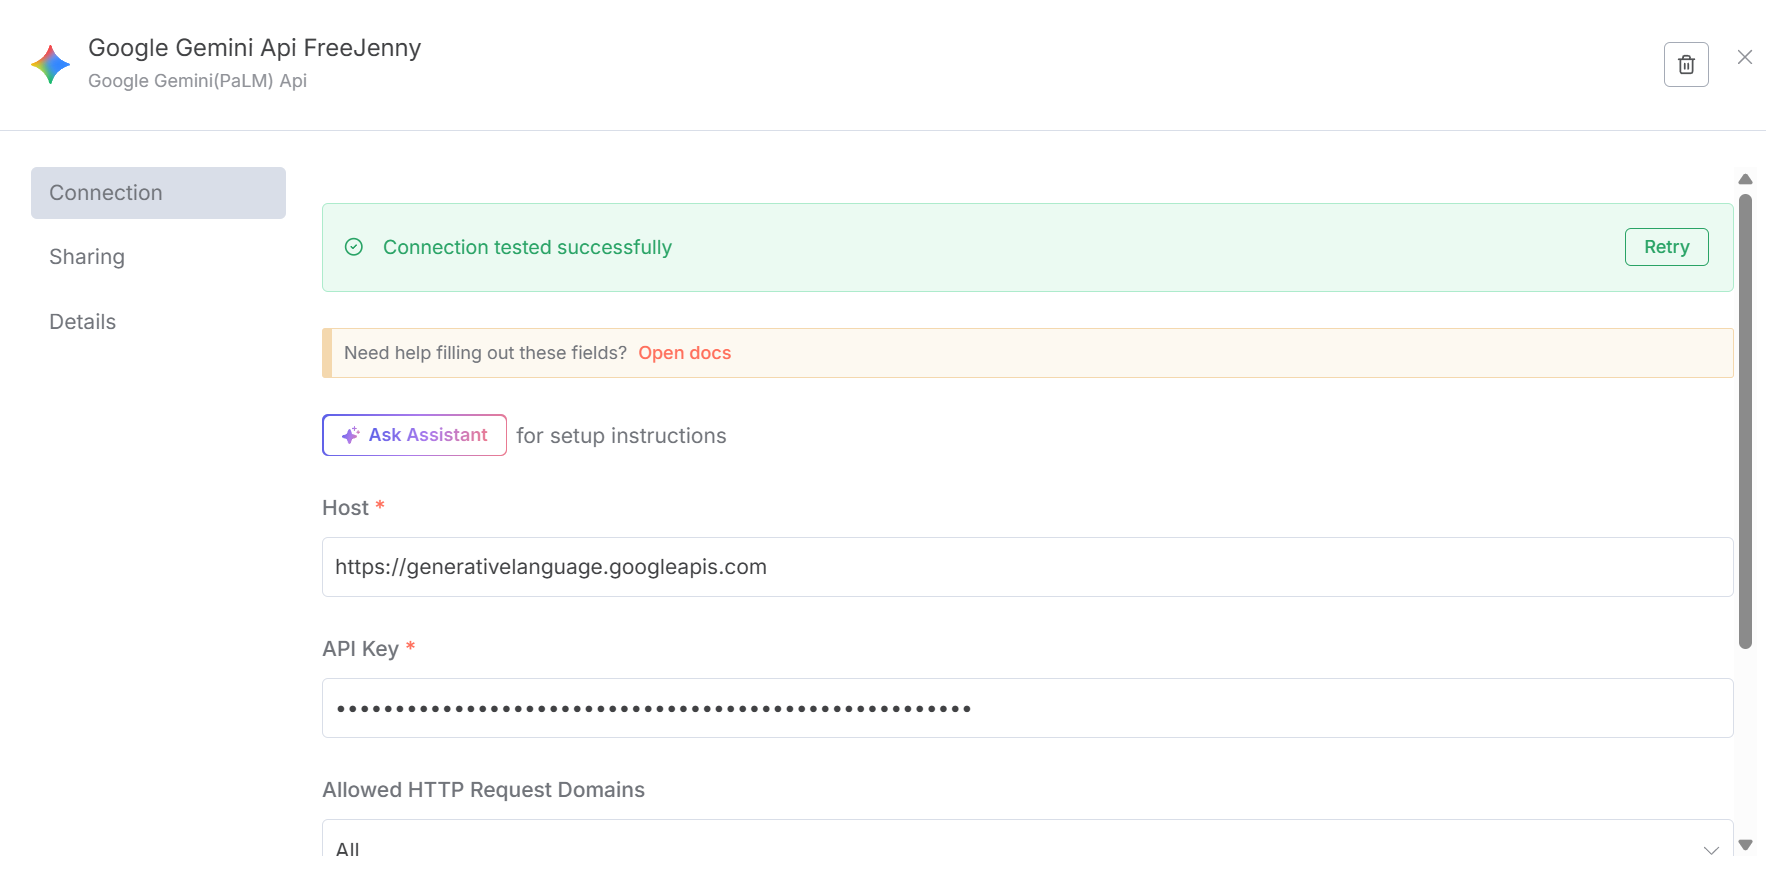 Google Gemini Api FreeJenny
Google Gemini(PaLM) Api
Connection
Sharing
Details
Connection tested successfully
Retry
Need help filling out these fields? Open docs
Ask Assistant for setup instructions
Host *
https://generativelanguage.googleapis.com
API Key *
••••••••••••••••••••••••••••••••••••••••••••••••••••••
Allowed HTTP Request Domains
All